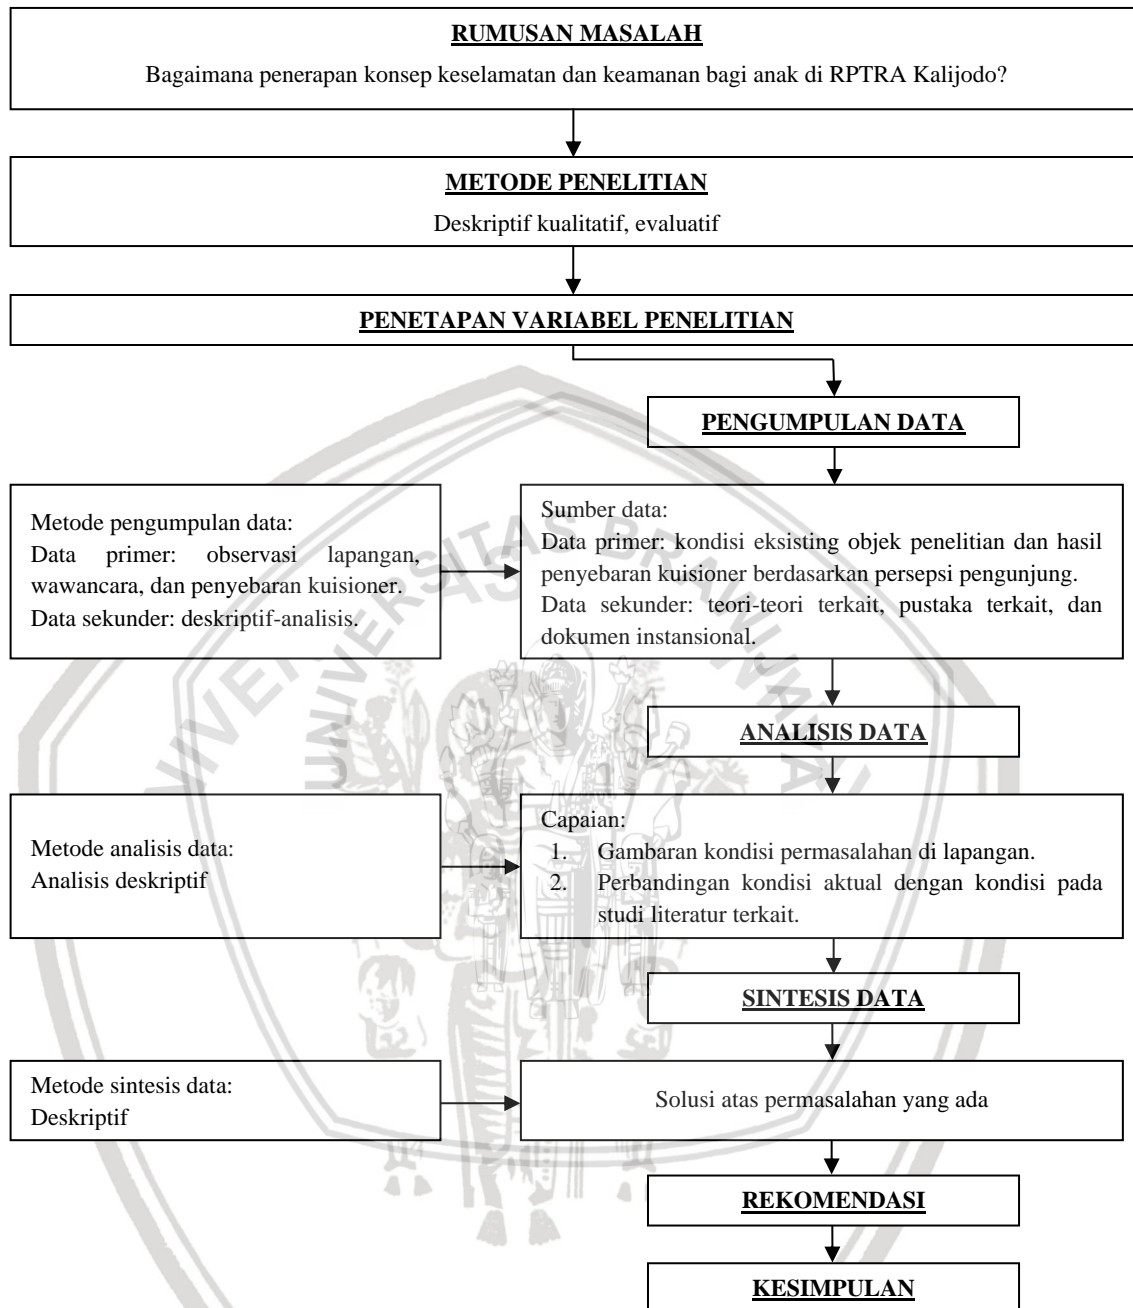 RUMUSAN MASALAH
Bagaimana penerapan konsep keselamatan dan keamanan bagi anak di RPTRA Kalijodo?
METODE PENELITIAN
Deskriptif kualitatif, evaluatif
PENETAPAN VARIABEL PENELITIAN
PENGUMPULAN DATA
Metode pengumpulan data:
Data primer: observasi lapangan,
wawancara, dan penyebaran kuisioner.
Data sekunder: deskriptif-analisis.
Sumber data:
Data primer: kondisi eksisting objek penelitian dan hasil
penyebaran kuisioner berdasarkan persepsi pengunjung.
Data sekunder: teori-teori terkait, pustaka terkait, dan
dokumen instansional.
ANALISIS DATA
Metode analisis data:
Analisis deskriptif
Capaian:
1. Gambaran kondisi permasalahan di lapangan.
2. Perbandingan kondisi aktual dengan kondisi pada
studi literatur terkait.
SINTESIS DATA
Metode sintesis data:
Deskriptif
Solusi atas permasalahan yang ada
REKOMENDASI
KESIMPULAN
UNIVERSITAS BRAWIJAYA